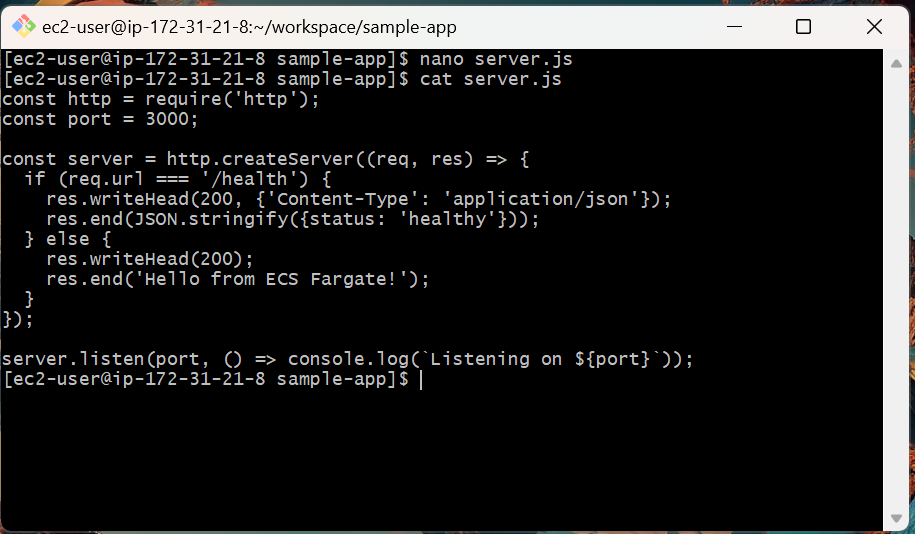 ec2-user@ip-172-31-21-8:~/workspace/sample-app
[ec2-user@ip-172-31-21-8 sample-app]$ nano server.js
[ec2-user@ip-172-31-21-8 sample-app]$ cat server.js
const http = require('http');
const port = 3000;

const server = http.createServer((req, res) => {
  if (req.url === '/health') {
    res.writeHead(200, {'Content-Type': 'application/json'});
    res.end(JSON.stringify({status: 'healthy'}));
  } else {
    res.writeHead(200);
    res.end('Hello from ECS Fargate!');
  }
});

server.listen(port, () => console.log(`Listening on ${port}`));
[ec2-user@ip-172-31-21-8 sample-app]$